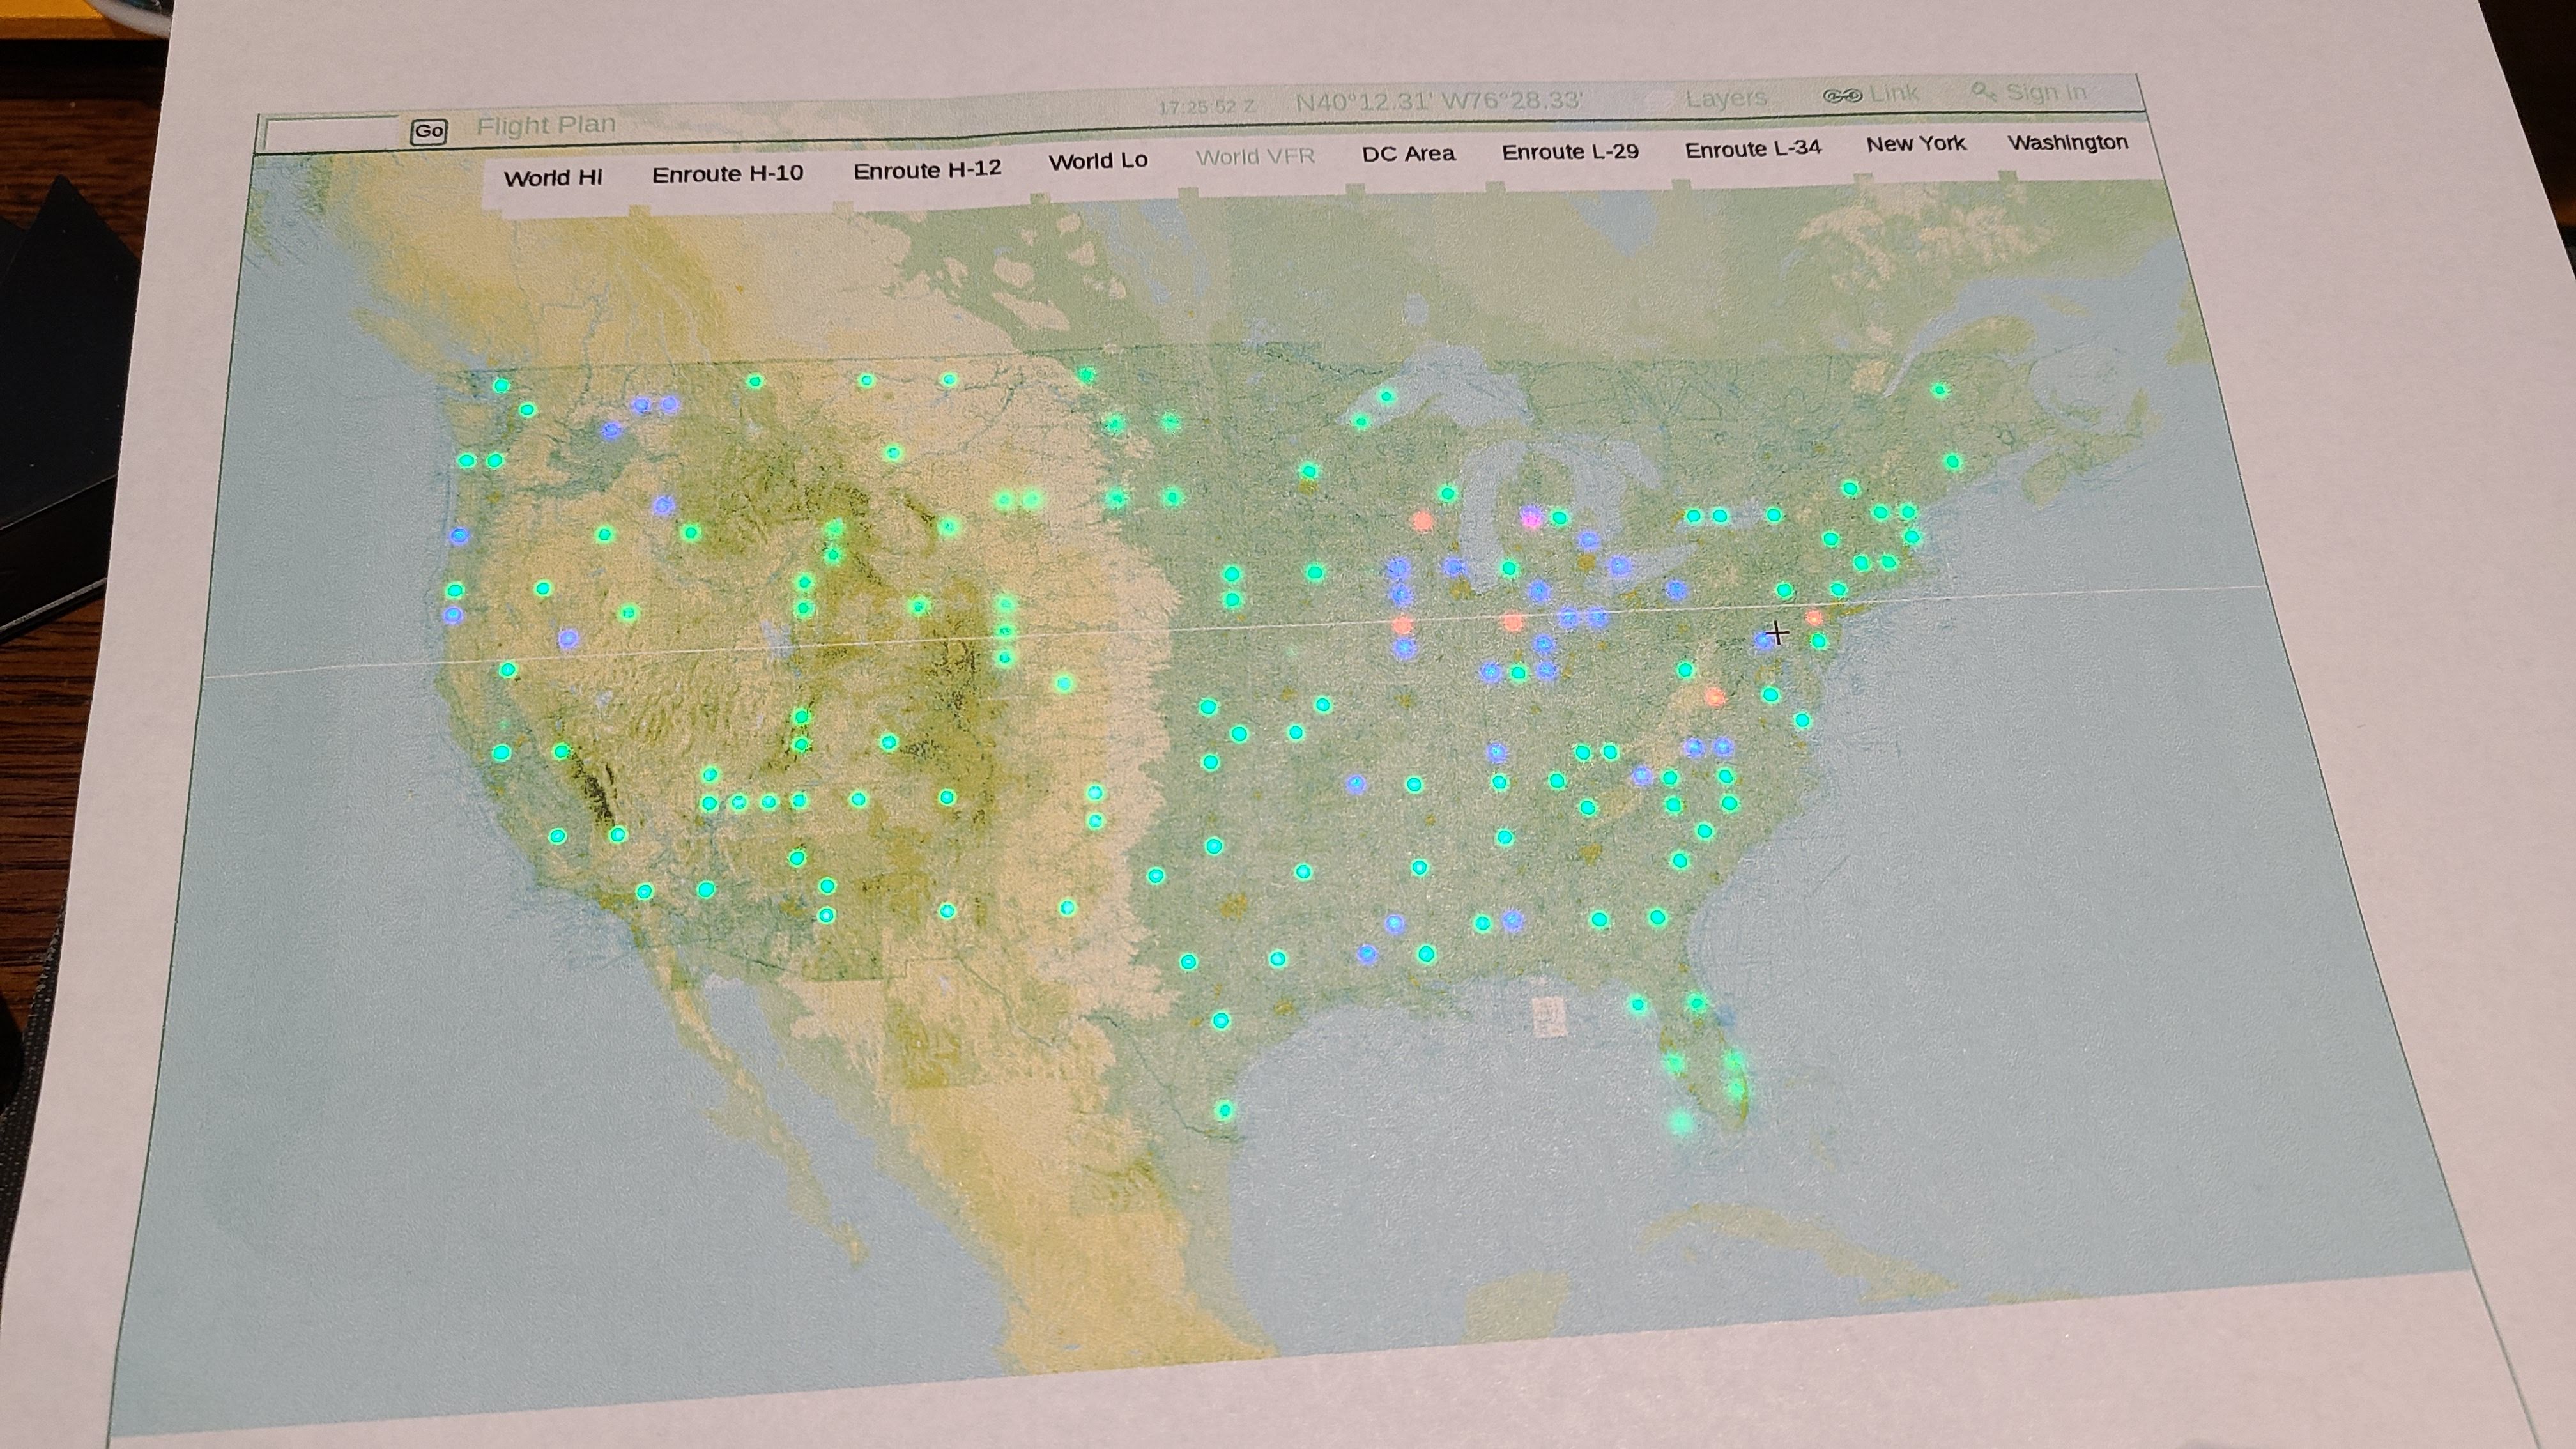 17:25:52 Z N40°12.31' W76°28.33' Layers Link Sign In
Go Flight Plan
World HI Enroute H-10 Enroute H-12 World Lo World VFR DC Area Enroute L-29 Enroute L-34 New York Washington